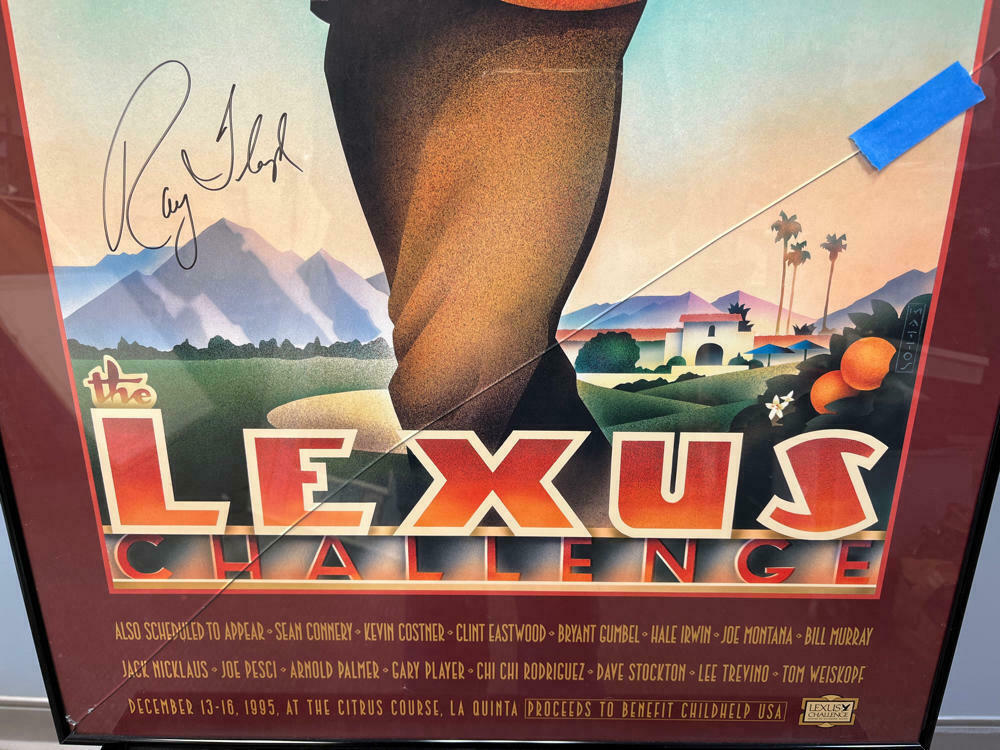 Ray Floyd
MATTOS
the
LEXUS
CHALLENGE
ALSO SCHEDULED TO APPEAR • SEAN CONNERY • KEVIN COSTNER • CLINT EASTWOOD • BRYANT GUMBEL • HALE IRWIN • JOE MONTANA • BILL MURRAY
JACK NICKLAUS • JOE PESCI • ARNOLD PALMER • GARY PLAYER • CHI CHI RODRIGUEZ • DAVE STOCKTON • LEE TREVINO • TOM WEISKOPF
DECEMBER 13-16, 1995, AT THE CITRUS COURSE, LA QUINTA PROCEEDS TO BENEFIT CHILDHELP USA
LEXUS
CHALLENGE